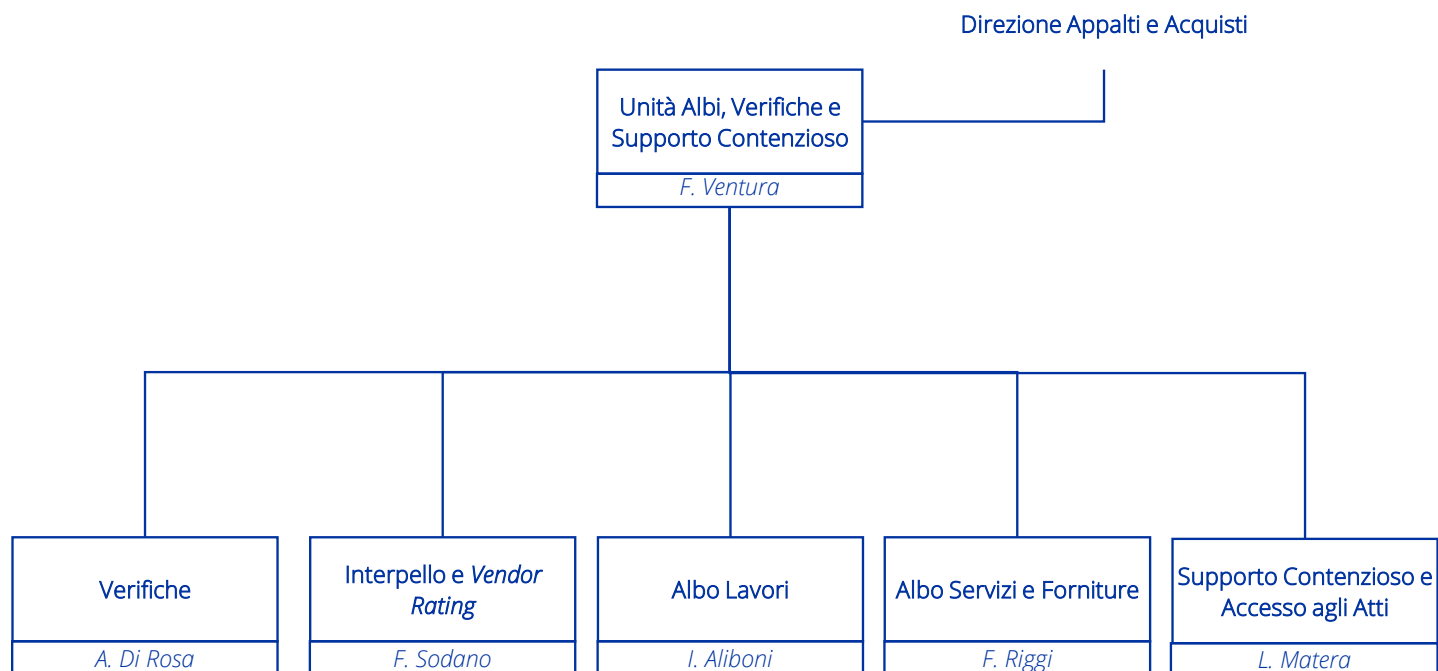 Direzione Appalti e Acquisti
Unità Albi, Verifiche e
Supporto Contenzioso
F. Ventura
Verifiche
A. Di Rosa
Interpello e Vendor
Rating
F. Sodano
Albo Lavori
I. Aliboni
Albo Servizi e Forniture
F. Riggi
Supporto Contenzioso e
Accesso agli Atti
L. Matera